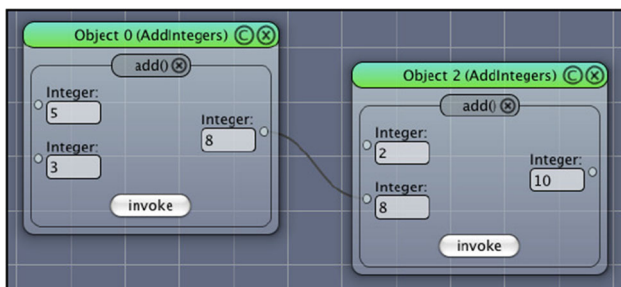 Object 0 (AddIntegers) C X
add() X
Integer:
5
Integer:
3
Integer:
8
invoke
Object 2 (AddIntegers) C X
add() X
Integer:
2
Integer:
8
Integer:
10
invoke